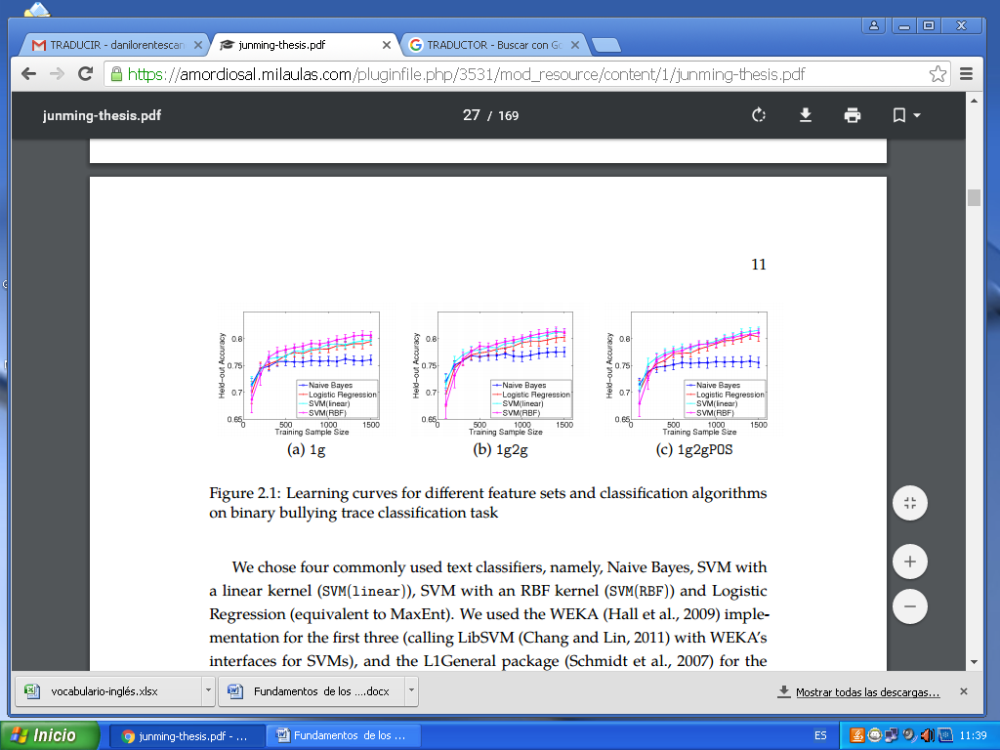 TRADUCIR - danilorentescan
junming-thesis.pdf
TRADUCTOR - Buscar con Go
https://amordiosal.milaulas.com/pluginfile.php/3531/mod_resource/content/1/junming-thesis.pdf
junming-thesis.pdf
27 / 169
11
Held-out Accuracy
0.8
0.75
0.7
0.65
0
500
1000
1500
Training Sample Size
Naive Bayes
Logistic Regression
SVM(linear)
SVM(RBF)
(a) 1g
Held-out Accuracy
0.8
0.75
0.7
0.65
0
500
1000
1500
Training Sample Size
Naive Bayes
Logistic Regression
SVM(linear)
SVM(RBF)
(b) 1g2g
Held-out Accuracy
0.8
0.75
0.7
0.65
0
500
1000
1500
Training Sample Size
Naive Bayes
Logistic Regression
SVM(linear)
SVM(RBF)
(c) 1g2gPOS
Figure 2.1: Learning curves for different feature sets and classification algorithms
on binary bullying trace classification task
We chose four commonly used text classifiers, namely, Naive Bayes, SVM with
a linear kernel (SVM(linear)), SVM with an RBF kernel (SVM(RBF)) and Logistic
Regression (equivalent to MaxEnt). We used the WEKA (Hall et al., 2009) imple-
mentation for the first three (calling LibSVM (Chang and Lin, 2011) with WEKA's
interfaces for SVMs), and the L1General package (Schmidt et al., 2007) for the
vocabulario-inglés.xlsx
Fundamentos de los ....docx
Mostrar todas las descargas...
Inicio
junming-thesis.pdf - ...
Fundamentos de los ...
ES
11:39